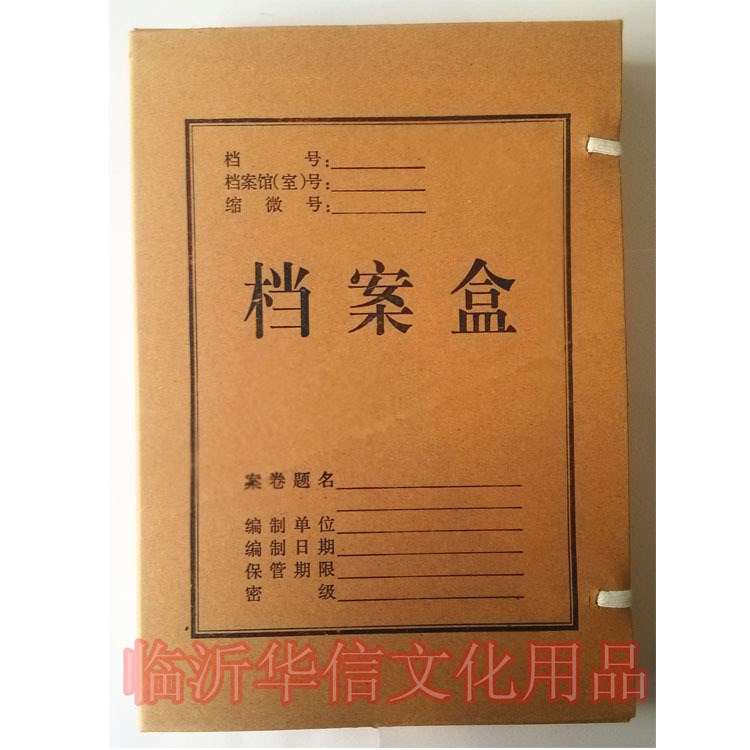 档 号:
档案馆(室)号:
缩 微 号:
档 案 盒
案 卷 题 名
编 制 单 位
编 制 日 期
保 管 期 限
密 级
临沂华信文化用品